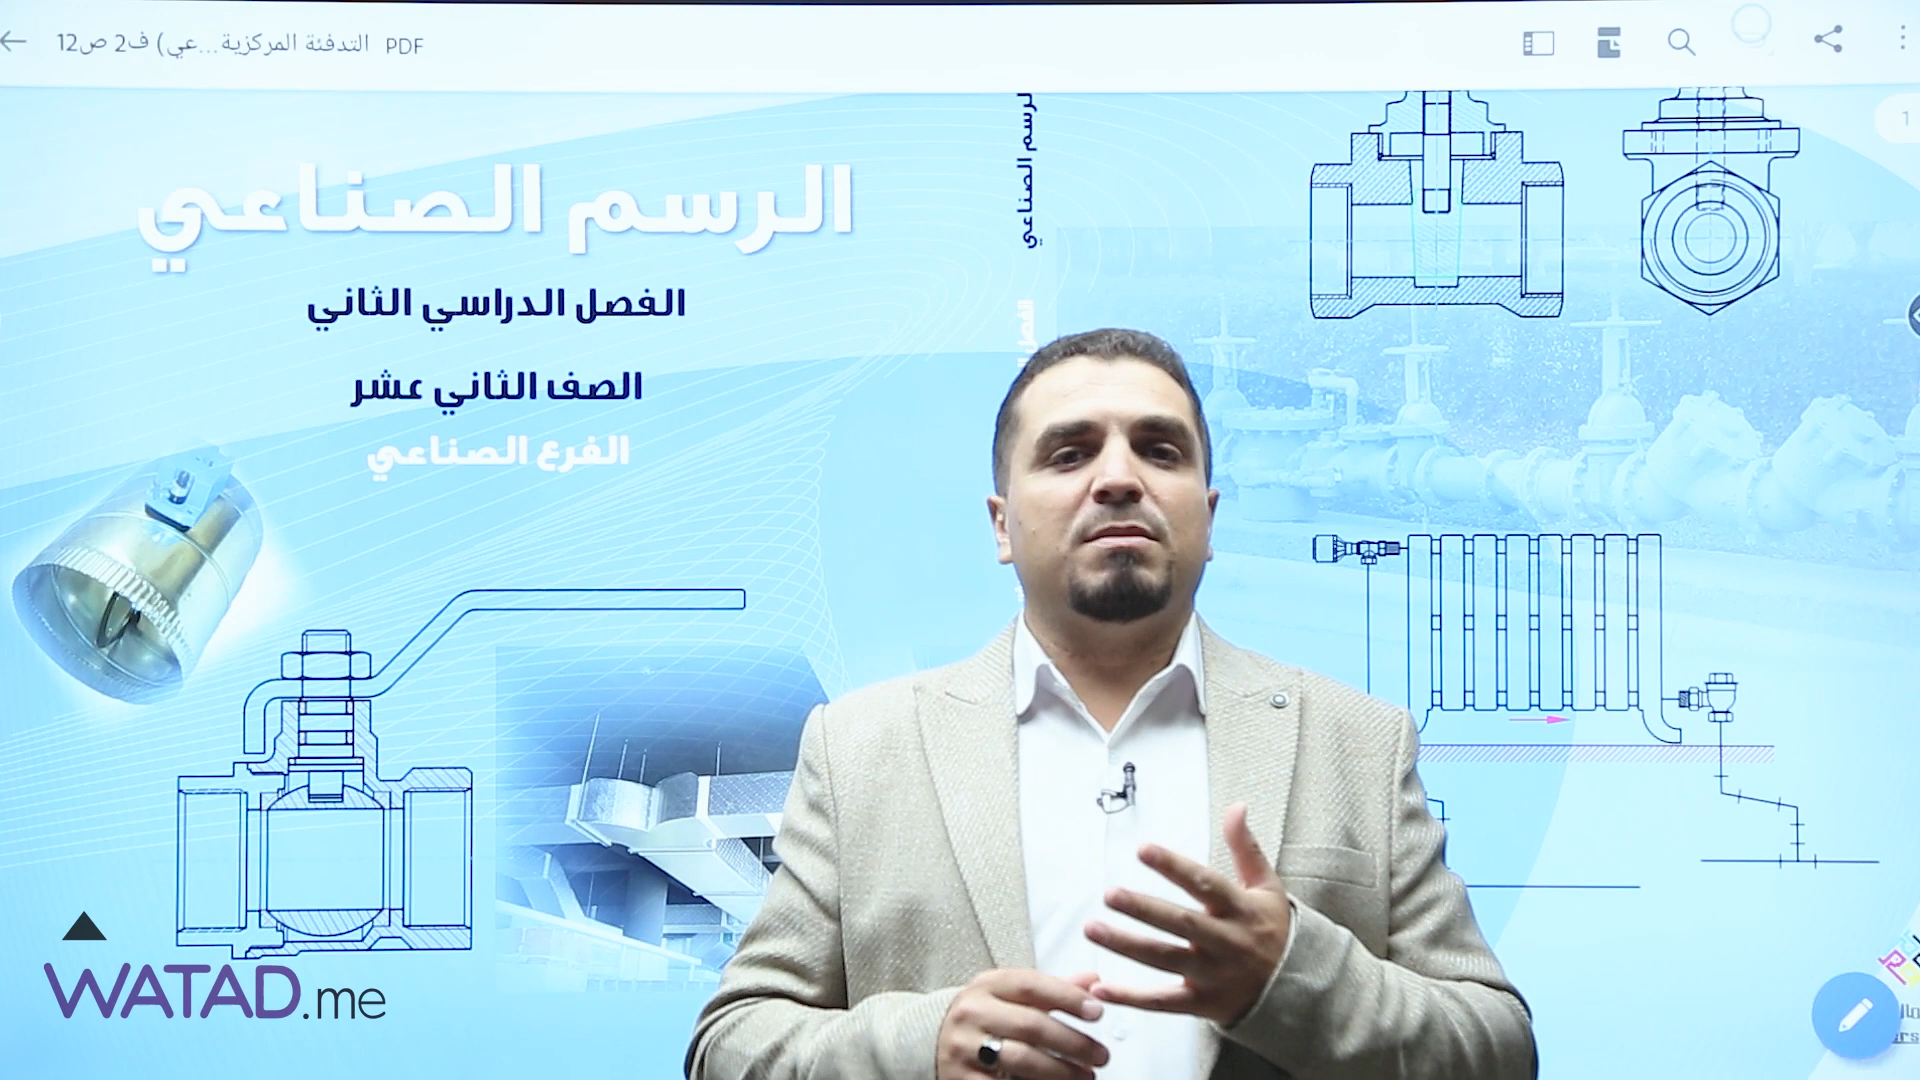 التدفئة المركزية...عي) ف2 ص12 PDF
1
الرسم الصناعي
الفصل الدراسي الثاني
الصف الثاني عشر
الفرع الصناعي
الرسم الصناعي
WATAD.me